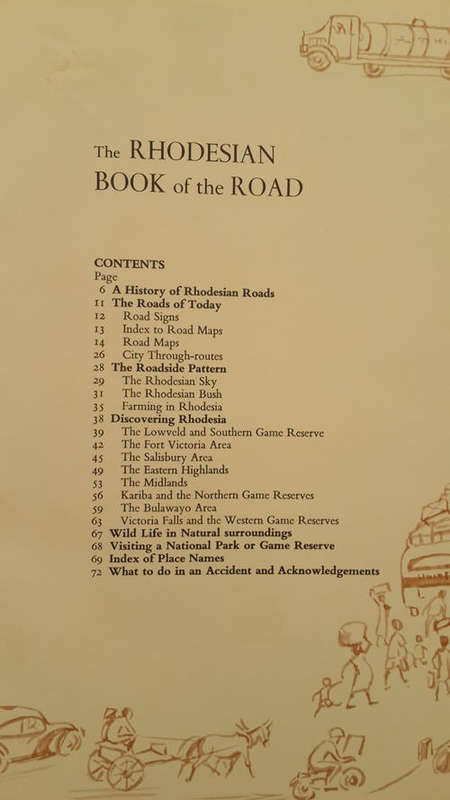 The RHODESIAN
BOOK of the ROAD
CONTENTS
Page
6 A History of Rhodesian Roads
11 The Roads of Today
12 Road Signs
13 Index to Road Maps
14 Road Maps
26 City Through-routes
28 The Roadside Pattern
29 The Rhodesian Sky
31 The Rhodesian Bush
35 Farming in Rhodesia
38 Discovering Rhodesia
39 The Lowveld and Southern Game Reserve
42 The Fort Victoria Area
45 The Salisbury Area
49 The Eastern Highlands
53 The Midlands
56 Kariba and the Northern Game Reserves
59 The Bulawayo Area
63 Victoria Falls and the Western Game Reserves
67 Wild Life in Natural surroundings
68 Visiting a National Park or Game Reserve
69 Index of Place Names
72 What to do in an Accident and Acknowledgements